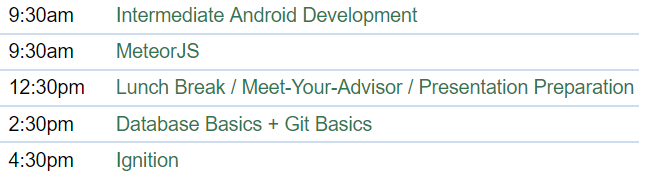 9:30am Intermediate Android Development
9:30am MeteorJS
12:30pm Lunch Break / Meet-Your-Advisor / Presentation Preparation
2:30pm Database Basics + Git Basics
4:30pm Ignition